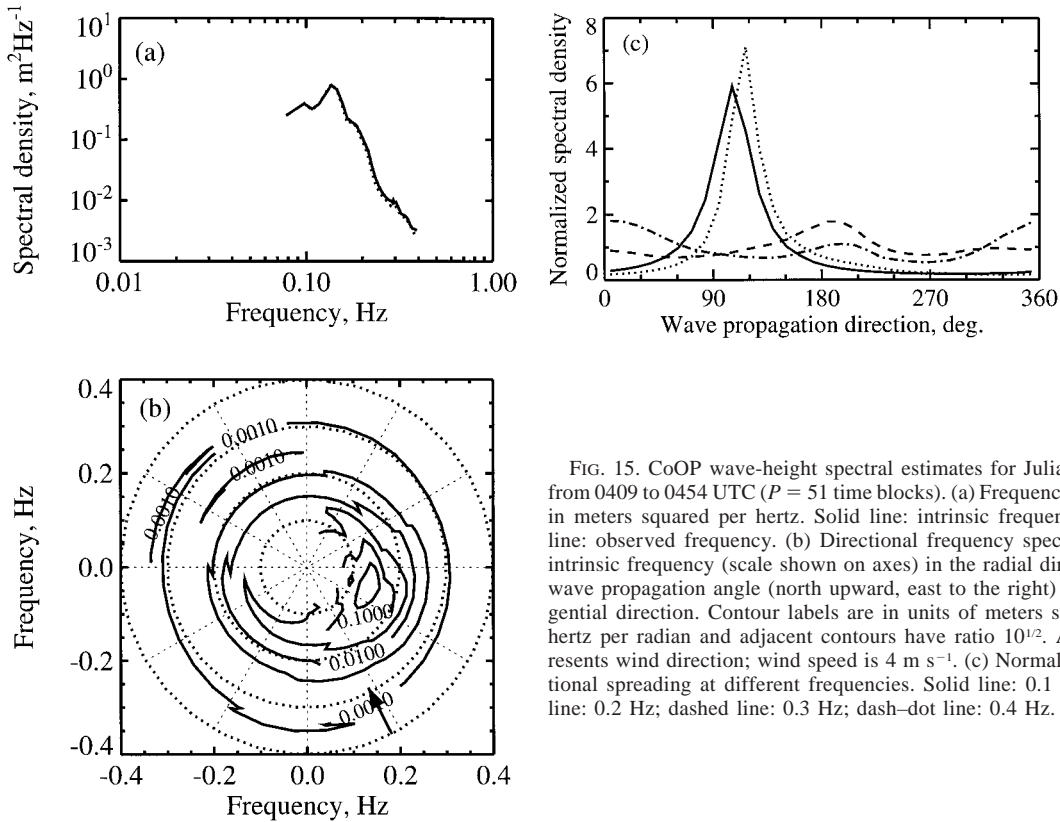 10¹
10⁰
10⁻¹
10⁻²
10⁻³
Spectral density, m²Hz⁻¹
(a)
0.01 0.10 1.00
Frequency, Hz
8
6
4
2
0
Normalized spectral density
(c)
0 90 180 270 360
Wave propagation direction, deg.
0.4
0.2
0.0
-0.2
-0.4
Frequency, Hz
(b)
0.0010
0.0010
0.0010
0.1000
0.0100
0.0010
-0.4 -0.2 0.0 0.2 0.4
Frequency, Hz
FIG. 15. CoOP wave-height spectral estimates for Julia
from 0409 to 0454 UTC (P = 51 time blocks). (a) Frequenc
in meters squared per hertz. Solid line: intrinsic frequen
line: observed frequency. (b) Directional frequency spec
intrinsic frequency (scale shown on axes) in the radial dir
wave propagation angle (north upward, east to the right)
gential direction. Contour labels are in units of meters s
hertz per radian and adjacent contours have ratio 10^{1/2}.
resents wind direction; wind speed is 4 m s⁻¹. (c) Normal
tional spreading at different frequencies. Solid line: 0.1
line: 0.2 Hz; dashed line: 0.3 Hz; dash–dot line: 0.4 Hz.